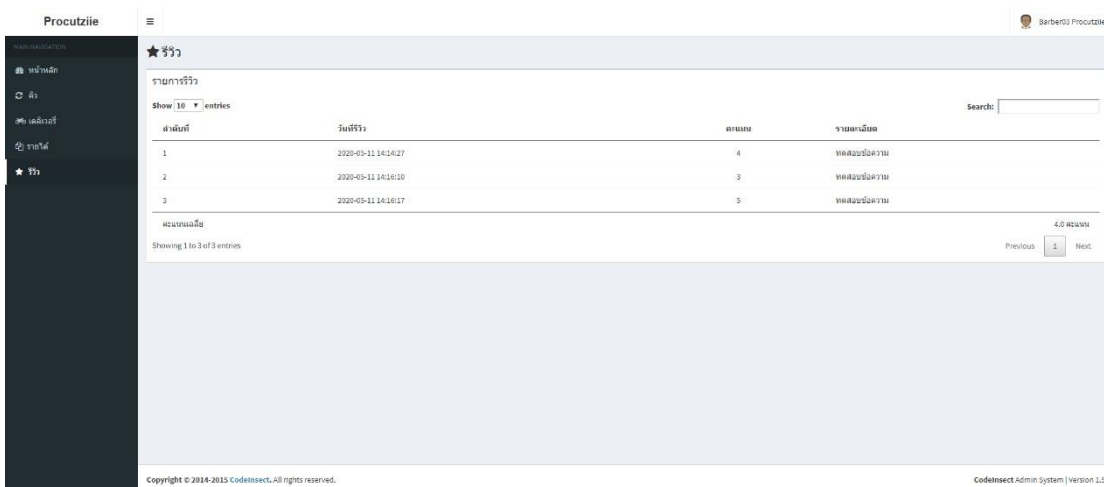 Procutziie
Barber03 Procutziie
MAIN NAVIGATION
หน้าหลัก
คิว
เดลิเวอรี่
รายได้
รีวิว
รีวิว
รายการรีวิว
Show 10 entries
Search:
ลำดับที่ วันที่รีวิว คะแนน รายละเอียด
1 2020-05-11 14:14:27 4 ทดสอบข้อความ
2 2020-05-11 14:16:10 3 ทดสอบข้อความ
3 2020-05-11 14:16:17 5 ทดสอบข้อความ
คะแนนเฉลี่ย 4.0 คะแนน
Showing 1 to 3 of 3 entries
Previous 1 Next
Copyright © 2014-2015 CodeInsect. All rights reserved.
CodeInsect Admin System | Version 1.5